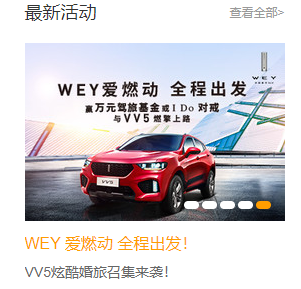 最新活动
查看全部>
WEY
WEY爱燃动 全程出发
赢万元驾旅基金或I Do 对戒
与VV5燃擎上路
WEY 爱燃动 全程出发！
VV5炫酷婚旅召集来袭！